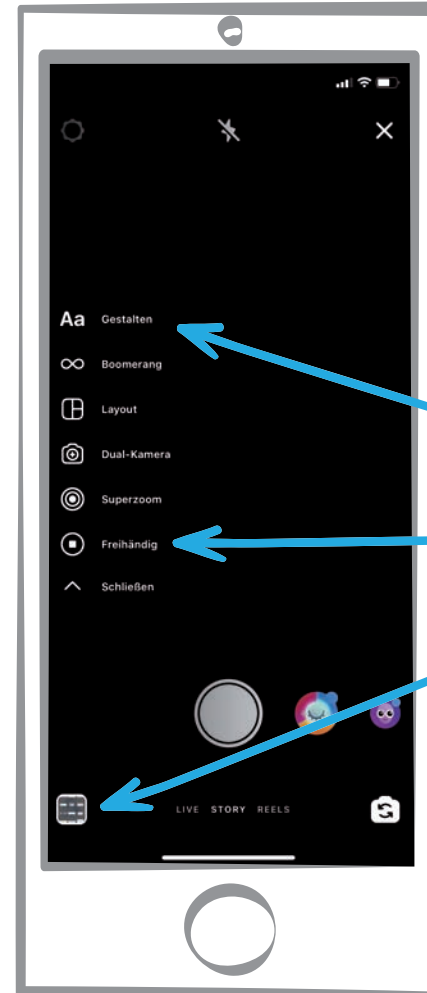 Aa Gestalten
Boomerang
Layout
Dual-Kamera
Superzoom
Freihändig
Schließen
LIVE STORY REELS